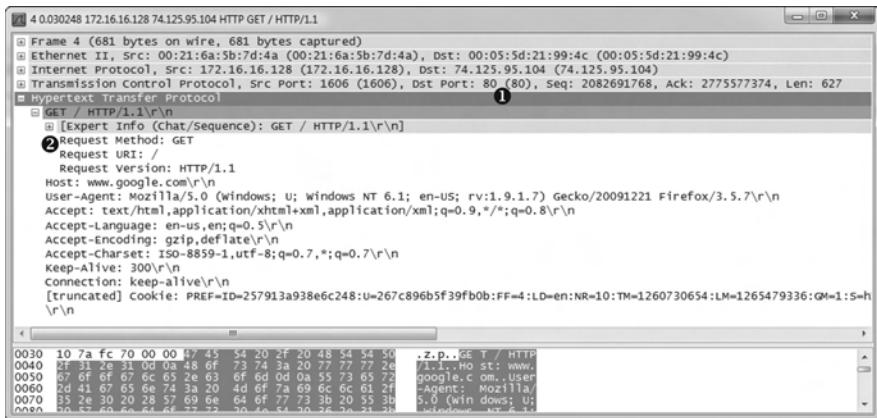 4 0.030248 172.16.16.128 74.125.95.104 HTTP GET / HTTP/1.1
Frame 4 (681 bytes on wire, 681 bytes captured)
Ethernet II, Src: 00:21:6a:5b:7d:4a (00:21:6a:5b:7d:4a), Dst: 00:05:5d:21:99:4c (00:05:5d:21:99:4c)
Internet Protocol, Src: 172.16.16.128 (172.16.16.128), Dst: 74.125.95.104 (74.125.95.104)
Transmission Control Protocol, Src Port: 1606 (1606), Dst Port: 80 (80), Seq: 2082691768, Ack: 2775577374, Len: 627
❶
Hypertext Transfer Protocol
GET / HTTP/1.1\r\n
[Expert Info (Chat/Sequence): GET / HTTP/1.1\r\n]
❷ Request Method: GET
Request URI: /
Request Version: HTTP/1.1
Host: www.google.com\r\n
User-Agent: Mozilla/5.0 (Windows; U; Windows NT 6.1; en-US; rv:1.9.1.7) Gecko/20091221 Firefox/3.5.7\r\n
Accept: text/html,application/xhtml+xml,application/xml;q=0.9,*/*;q=0.8\r\n
Accept-Language: en-us,en;q=0.5\r\n
Accept-Encoding: gzip,deflate\r\n
Accept-Charset: ISO-8859-1,utf-8;q=0.7,*;q=0.7\r\n
Keep-Alive: 300\r\n
Connection: keep-alive\r\n
[truncated] Cookie: PREF=ID=257913a938e6c248:U=267c896b5f39fb0b:FF=4:LD=en:NR=10:TM=1260730654:LM=1265479336:GM=1:S=h
\r\n
0030 10 7a fc 70 00 00 47 45 54 20 2f 20 48 54 54 50 .z.p..GE T / HTTP
0040 2f 31 2e 31 0d 0a 48 6f 73 74 3a 20 77 77 77 2e /1.1..Ho st: www.
0050 67 6f 6f 67 6c 65 2e 63 6f 6d 0d 0a 55 73 65 72 google.c om..User
0060 2d 41 67 65 6e 74 3a 20 4d 6f 7a 69 6c 6c 61 2f -Agent: Mozilla/
0070 35 2e 30 20 28 57 69 6e 64 6f 77 73 3b 20 55 3b 5.0 (Win dows; U;